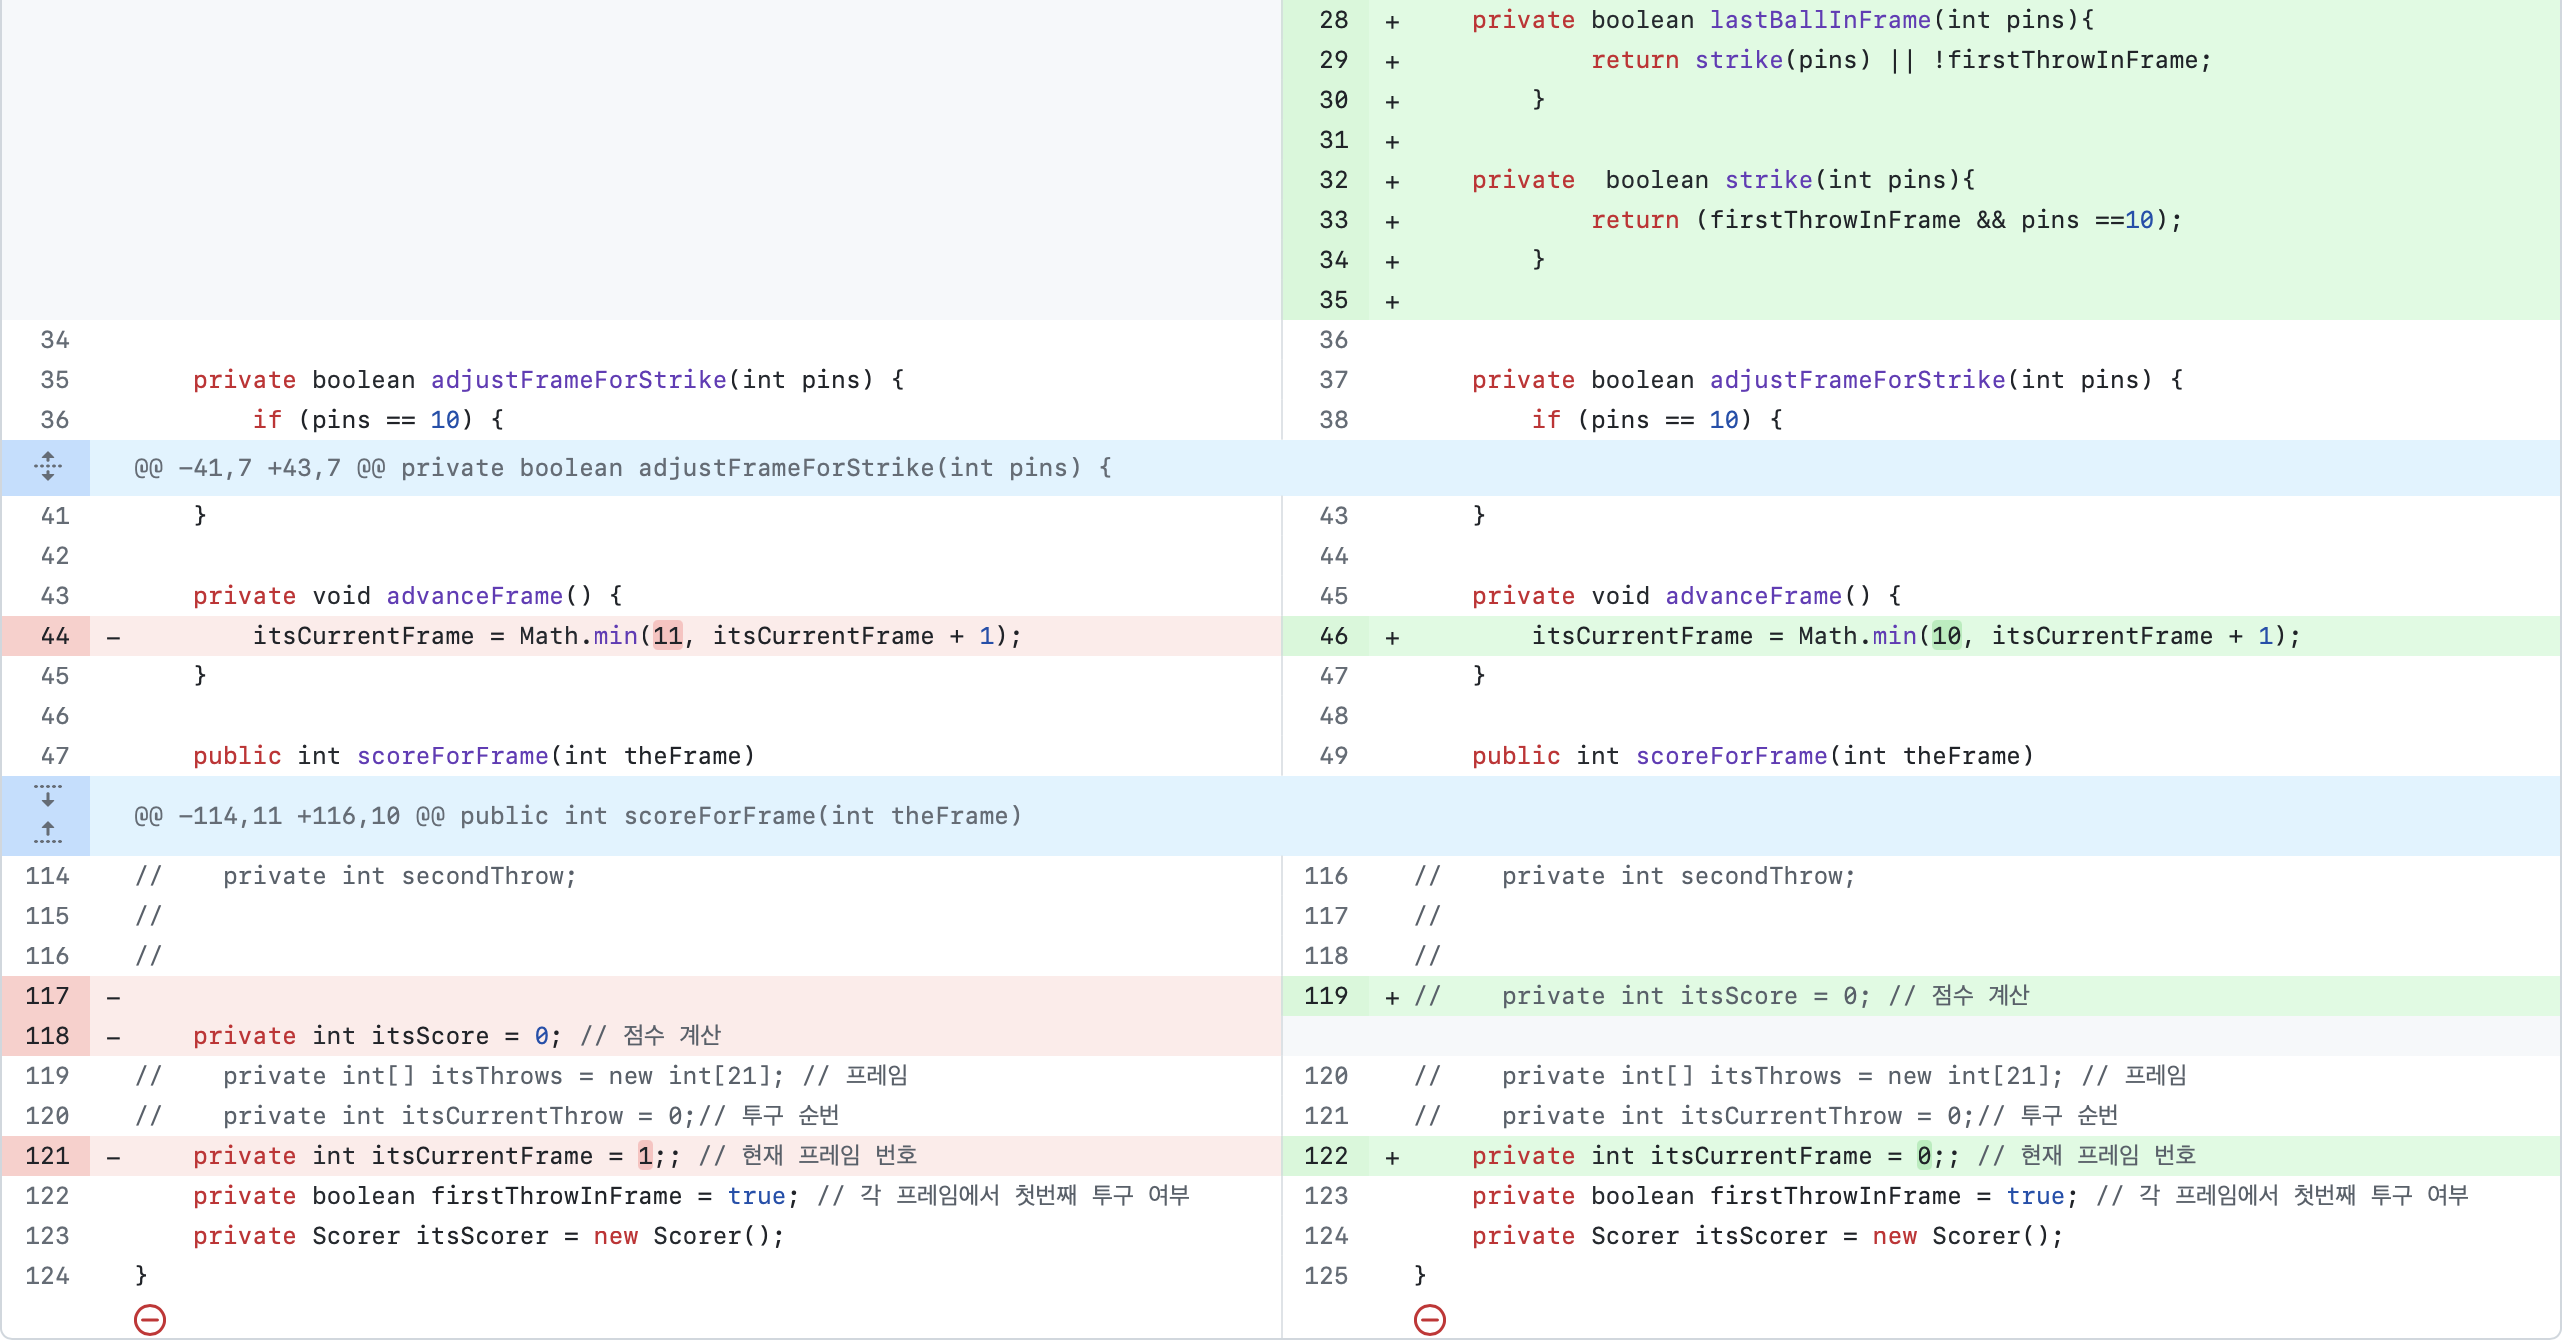 28 + private boolean lastBallInFrame(int pins){
29 + return strike(pins) || !firstThrowInFrame;
30 + }
31 +
32 + private  boolean strike(int pins){
33 + return (firstThrowInFrame && pins ==10);
34 + }
35 +
34 36
35 private boolean adjustFrameForStrike(int pins) { 37 private boolean adjustFrameForStrike(int pins) {
36 if (pins == 10) { 38 if (pins == 10) {
@@ -41,7 +43,7 @@ private boolean adjustFrameForStrike(int pins) {
41 } 43 }
42 44
43 private void advanceFrame() { 45 private void advanceFrame() {
44 - itsCurrentFrame = Math.min(11, itsCurrentFrame + 1); 46 + itsCurrentFrame = Math.min(10, itsCurrentFrame + 1);
45 } 47 }
46 48
47 public int scoreForFrame(int theFrame) 49 public int scoreForFrame(int theFrame)
@@ -114,11 +116,10 @@ public int scoreForFrame(int theFrame)
114 // private int secondThrow; 116 // private int secondThrow;
115 // 117 //
116 // 118 //
117 - 119 + // private int itsScore = 0; // 점수 계산
118 - private int itsScore = 0; // 점수 계산
119 // private int[] itsThrows = new int[21]; // 프레임 120 // private int[] itsThrows = new int[21]; // 프레임
120 // private int itsCurrentThrow = 0;// 투구 순번 121 // private int itsCurrentThrow = 0;// 투구 순번
121 - private int itsCurrentFrame = 1;; // 현재 프레임 번호 122 + private int itsCurrentFrame = 0;; // 현재 프레임 번호
122 private boolean firstThrowInFrame = true; // 각 프레임에서 첫번째 투구 여부 123 private boolean firstThrowInFrame = true; // 각 프레임에서 첫번째 투구 여부
123 private Scorer itsScorer = new Scorer(); 124 private Scorer itsScorer = new Scorer();
124 } 125 }